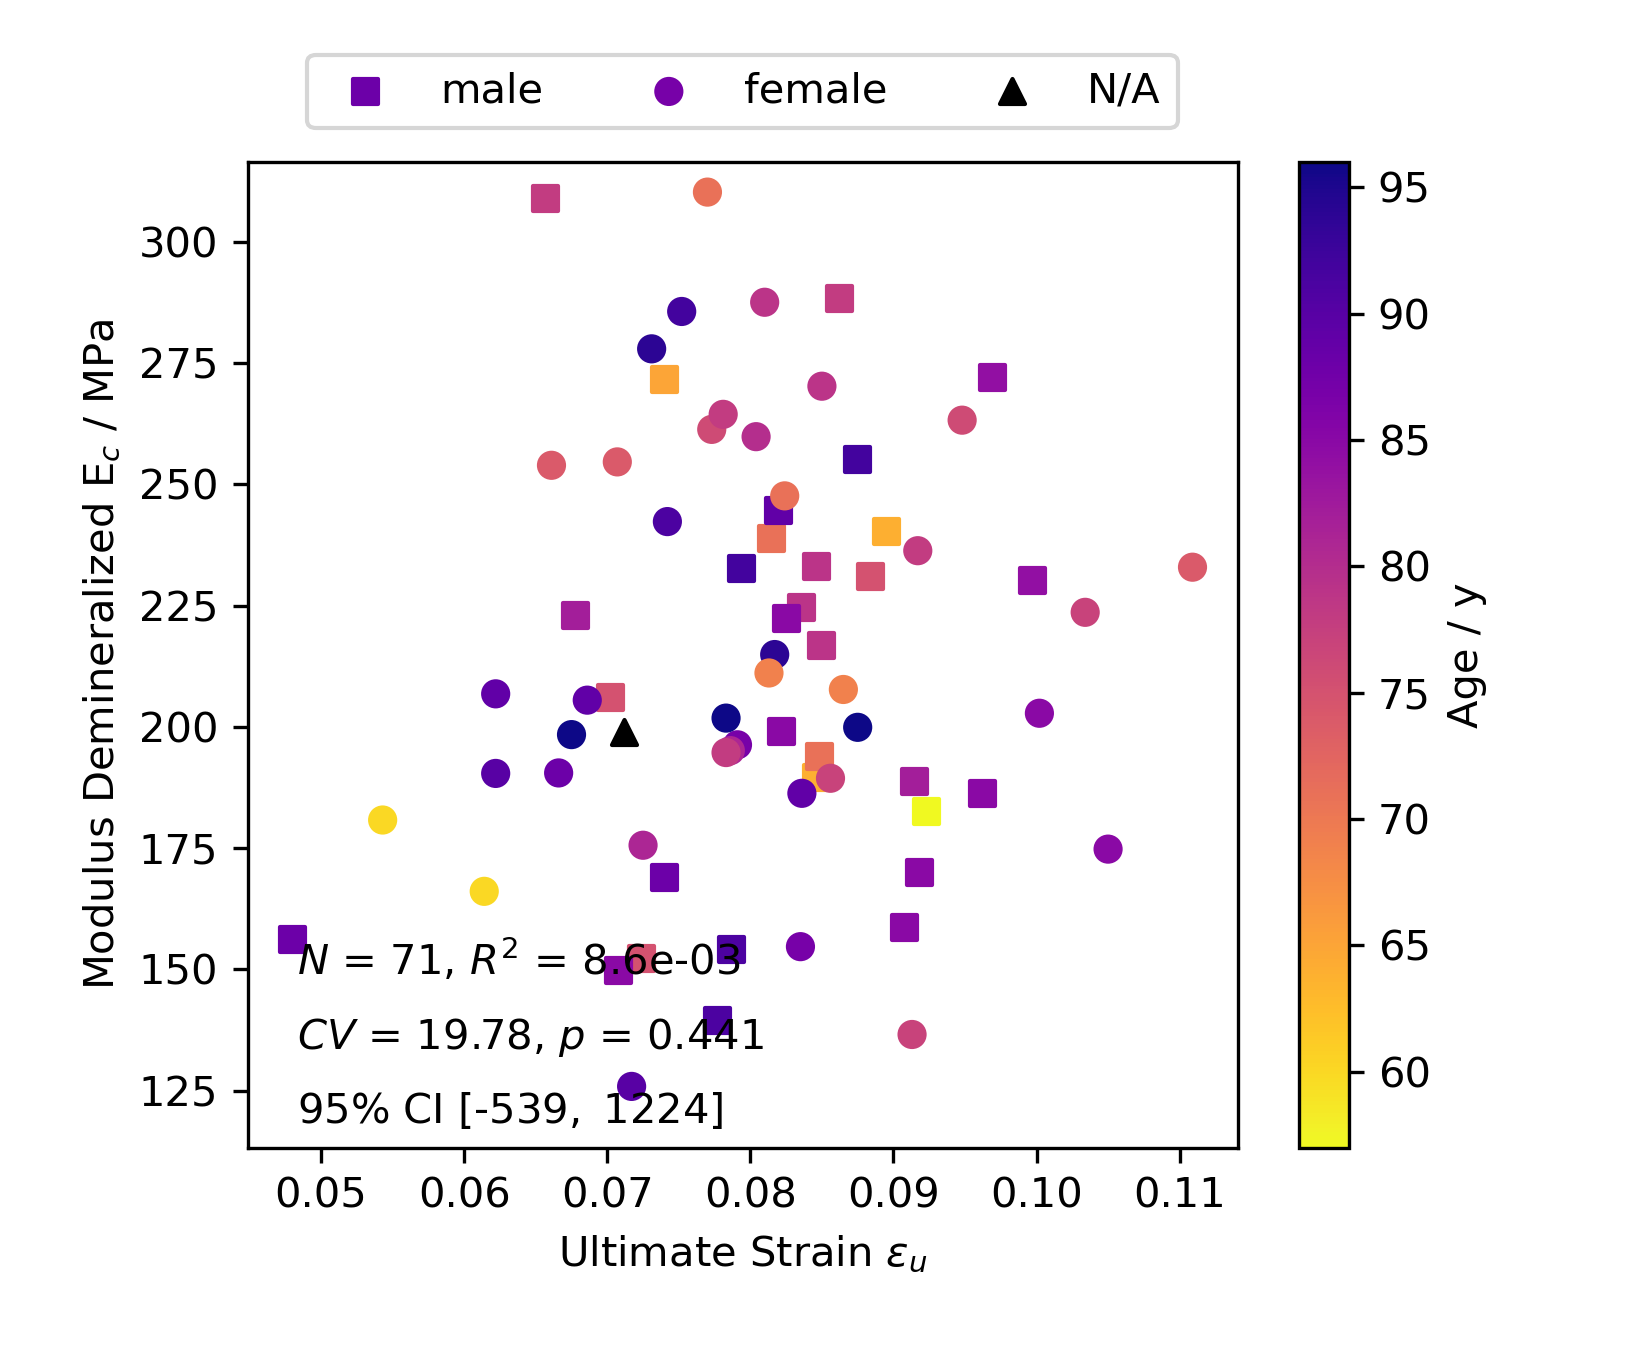 male female N/A
300
275
250
225
200
175
150
125
Modulus Demineralized E_c / MPa
N = 71, R² = 8.6e-03
CV = 19.78, p = 0.441
95% CI [-539, 1224]
0.05 0.06 0.07 0.08 0.09 0.10 0.11
Ultimate Strain ε_u
95
90
85
80
75
70
65
60
Age / y